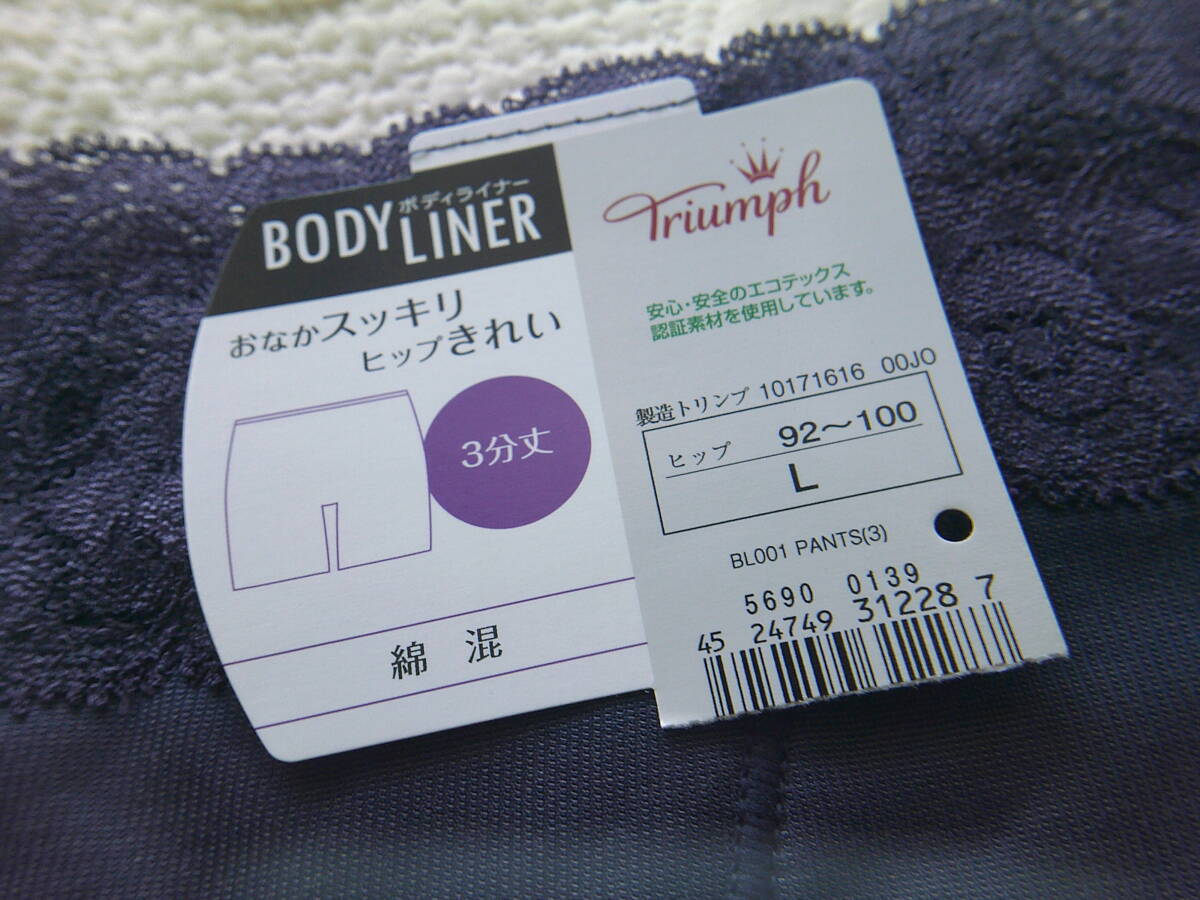 ボディライナー
BODY LINER
おなかスッキリ
ヒップきれい
3分丈
綿 混
Triumph
安心・安全のエコテックス
認証素材を使用しています。
製造トリンプ 10171616 00JO
ヒップ 92〜100
L
BL001 PANTS(3)
5690 0139
45 24749 31228 7